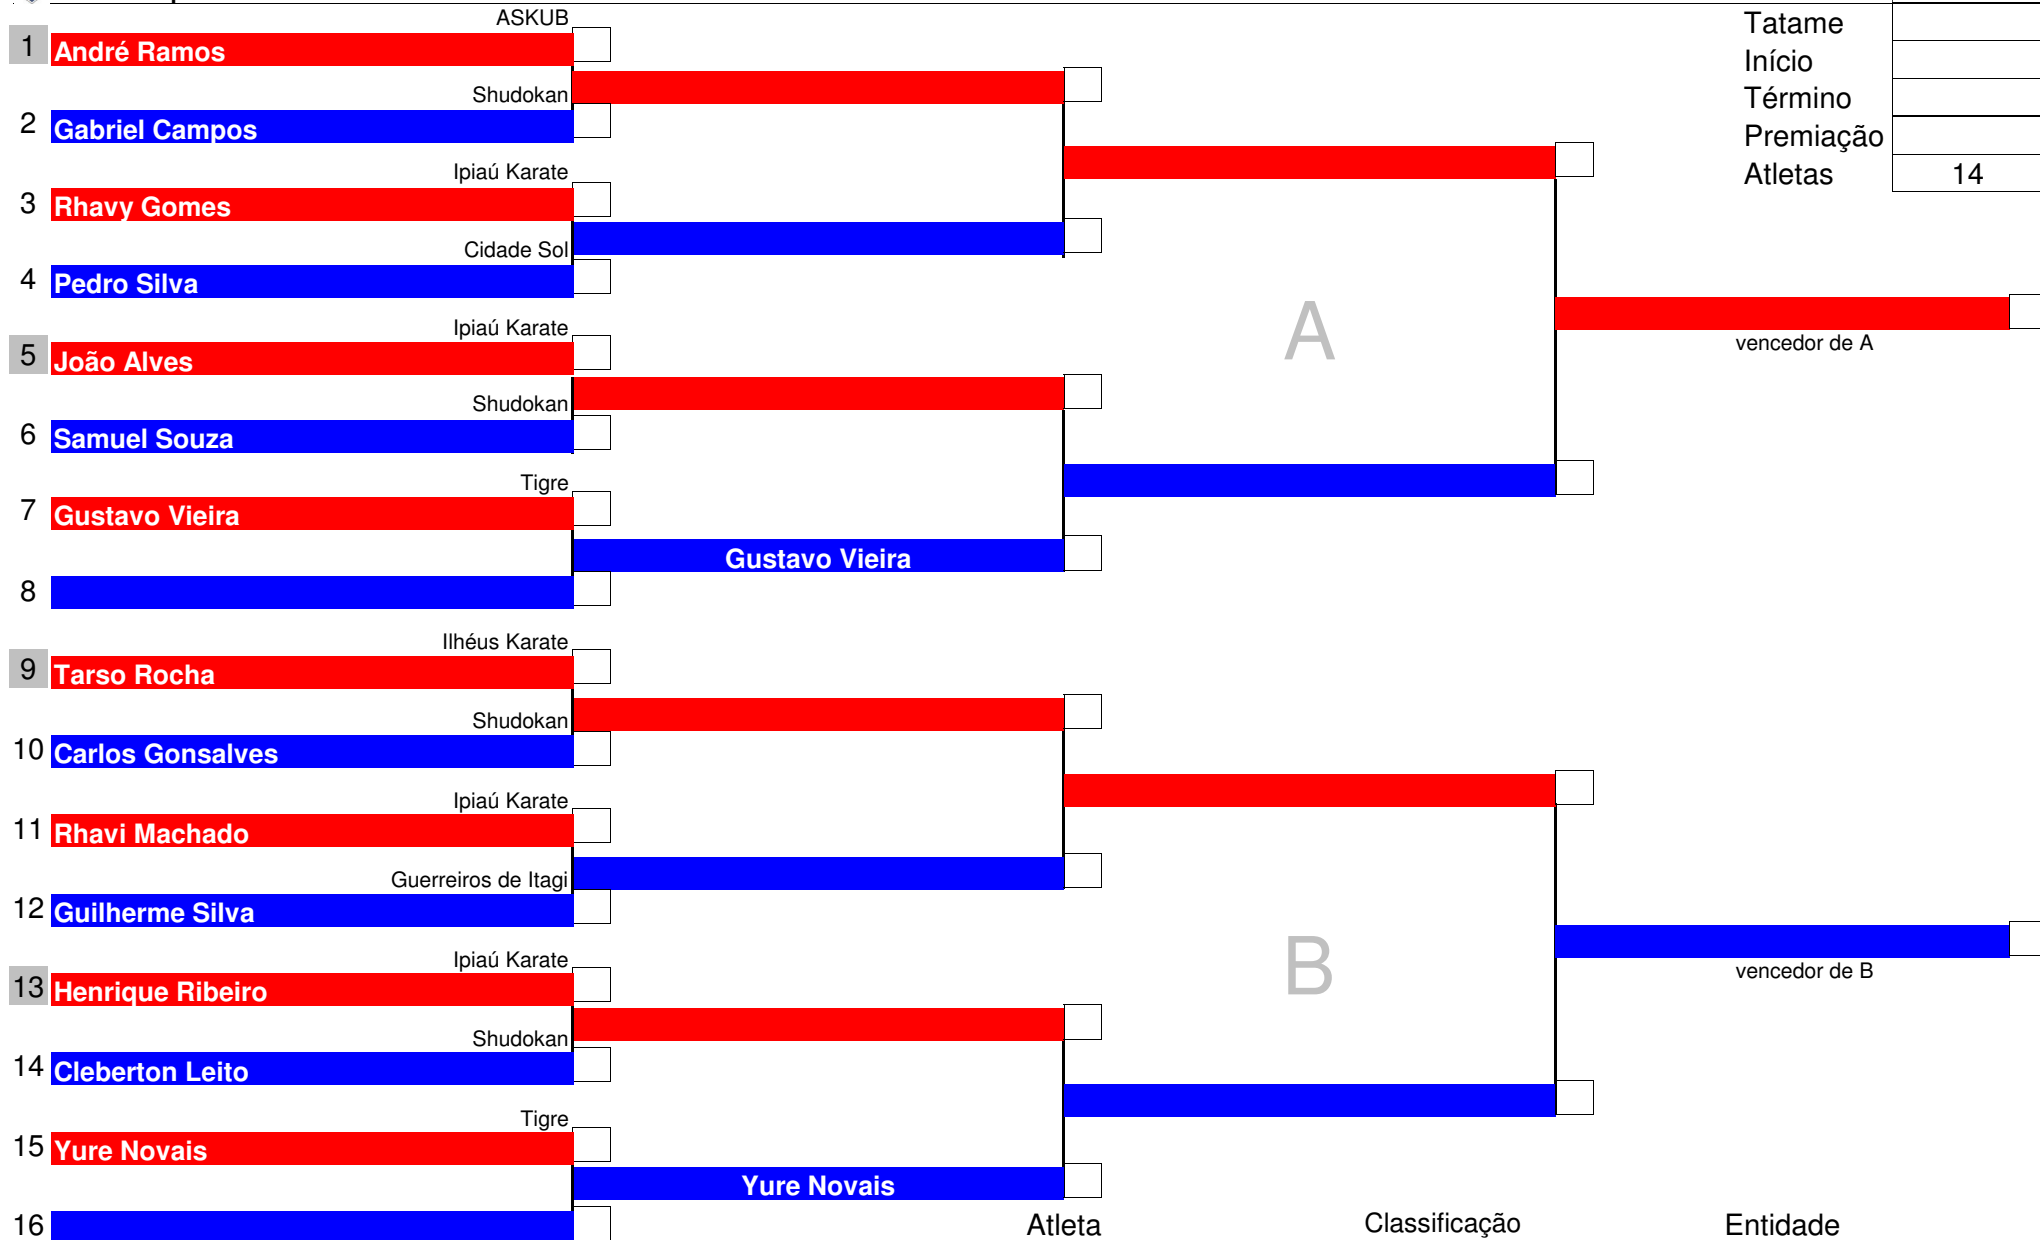 ASKUB
1 André Ramos
Shudokan
2 Gabriel Campos
Ipiaú Karate
3 Rhavy Gomes
Cidade Sol
4 Pedro Silva
Ipiaú Karate
5 João Alves
Shudokan
6 Samuel Souza
Tigre
7 Gustavo Vieira
Gustavo Vieira
8
Ilhéus Karate
9 Tarso Rocha
Shudokan
10 Carlos Gonsalves
Ipiaú Karate
11 Rhavi Machado
Guerreiros de Itagi
12 Guilherme Silva
Ipiaú Karate
13 Henrique Ribeiro
Shudokan
14 Cleberton Leito
Tigre
15 Yure Novais
Yure Novais
16
A
B
vencedor de A
vencedor de B
Tatame
Início
Término
Premiação
Atletas 14
Atleta Classificação Entidade